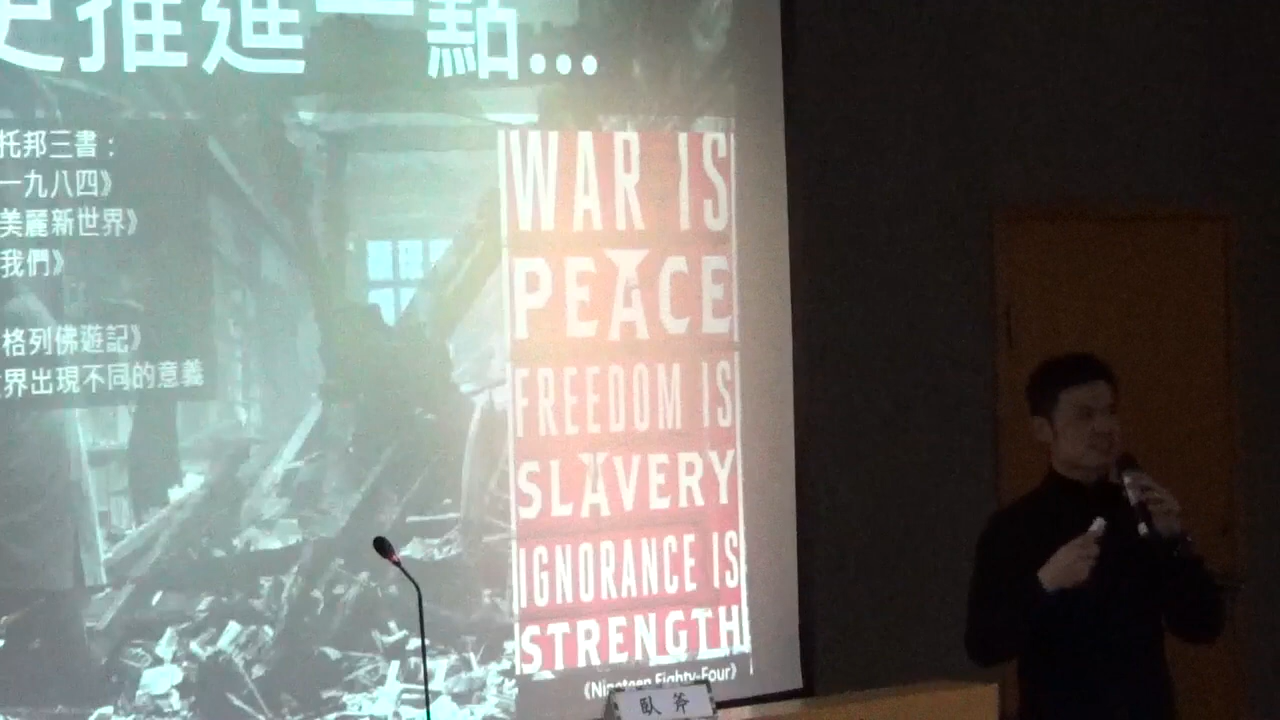 更推進一點...
托邦三書：
一九八四》
美麗新世界》
我們》
格列佛遊記》
世界出現不同的意義
WAR IS
PEACE
FREEDOM IS
SLAVERY
IGNORANCE IS
STRENGTH
《Nineteen Eighty-Four》
臥斧